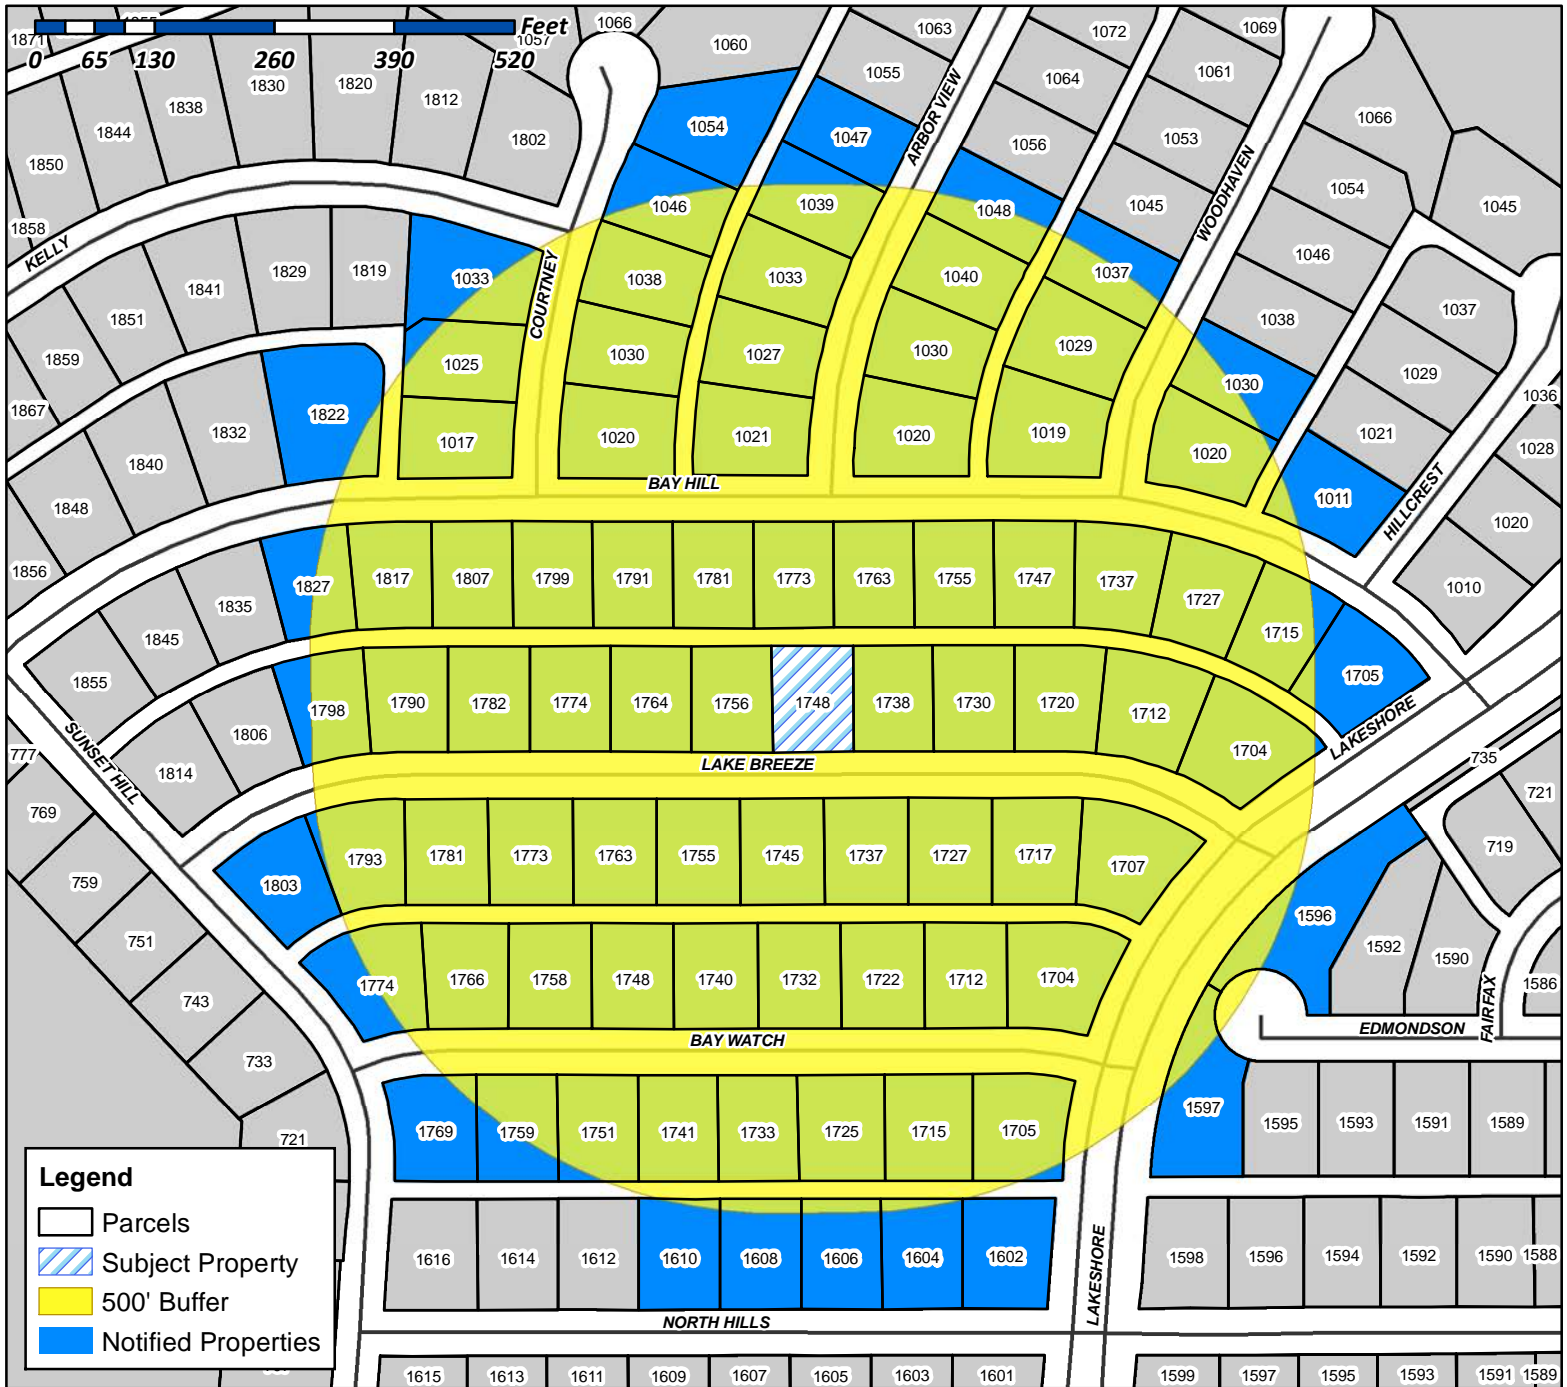 Feet
0 65 130 260 390 520
1871 1855 1057 1066 1060 1063 1072 1069
1850 1844 1838 1830 1820 1812 1802
1054 1047 1055 1064 1061 1066
1056 1053 1054 1045
ARBOR VIEW
WOODHAVEN
1858
KELLY
1046 1039 1048 1045 1046
1851 1841 1829 1819 1033
COURTNEY
1038 1033 1040 1037 1038 1037
1859
1025 1030 1027 1030 1029 1030 1029
1867 1848 1840 1832 1822
1017 1020 1021 1020 1019 1020 1021 1036 1028
BAY HILL
1011
HILLCREST
1020
1010
1856 1855 1845 1835 1827 1817 1807 1799 1791 1781 1773 1763 1755 1747 1737 1727 1715 1705
1814 1806 1798 1790 1782 1774 1764 1756 1748 1738 1730 1720 1712 1704
LAKESHORE
SUNSET HILL
LAKE BREEZE
777
769
759
751
743
733
721
735
721
719
1803 1793 1781 1773 1763 1755 1745 1737 1727 1717 1707
1596 1592 1590 1586
1774 1766 1758 1748 1740 1732 1722 1712 1704
FAIRFAX
EDMONDSON
BAY WATCH
1769 1759 1751 1741 1733 1725 1715 1705
1597 1595 1593 1591 1589
1616 1614 1612 1610 1608 1606 1604 1602
LAKESHORE
1598 1596 1594 1592 1590 1588
NORTH HILLS
1615 1613 1611 1609 1607 1605 1603 1601
1599 1597 1595 1593 1591 1589
Legend
Parcels
Subject Property
500' Buffer
Notified Properties